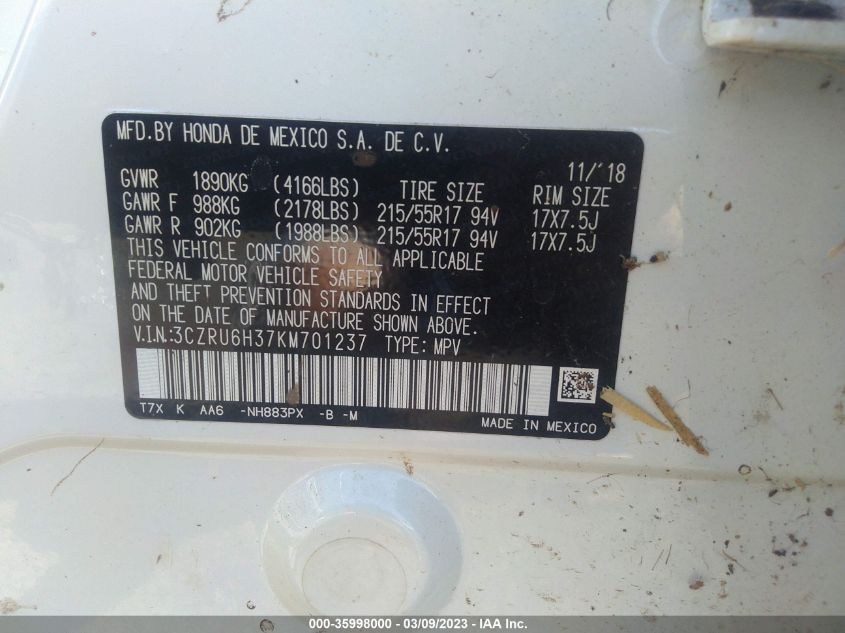 MFD.BY HONDA DE MEXICO S.A. DE C.V.
11/'18
GVWR 1890KG (4166LBS) TIRE SIZE RIM SIZE
GAWR F 988KG (2178LBS) 215/55R17 94V 17X7.5J
GAWR R 902KG (1988LBS) 215/55R17 94V 17X7.5J
THIS VEHICLE CONFORMS TO ALL APPLICABLE
FEDERAL MOTOR VEHICLE SAFETY
AND THEFT PREVENTION STANDARDS IN EFFECT
ON THE DATE OF MANUFACTURE SHOWN ABOVE.
V.I.N:3CZRU6H37KM701237 TYPE: MPV
T7X K AA6 -NH883PX -B -M
MADE IN MEXICO
000-35998000 - 03/09/2023 - IAA Inc.